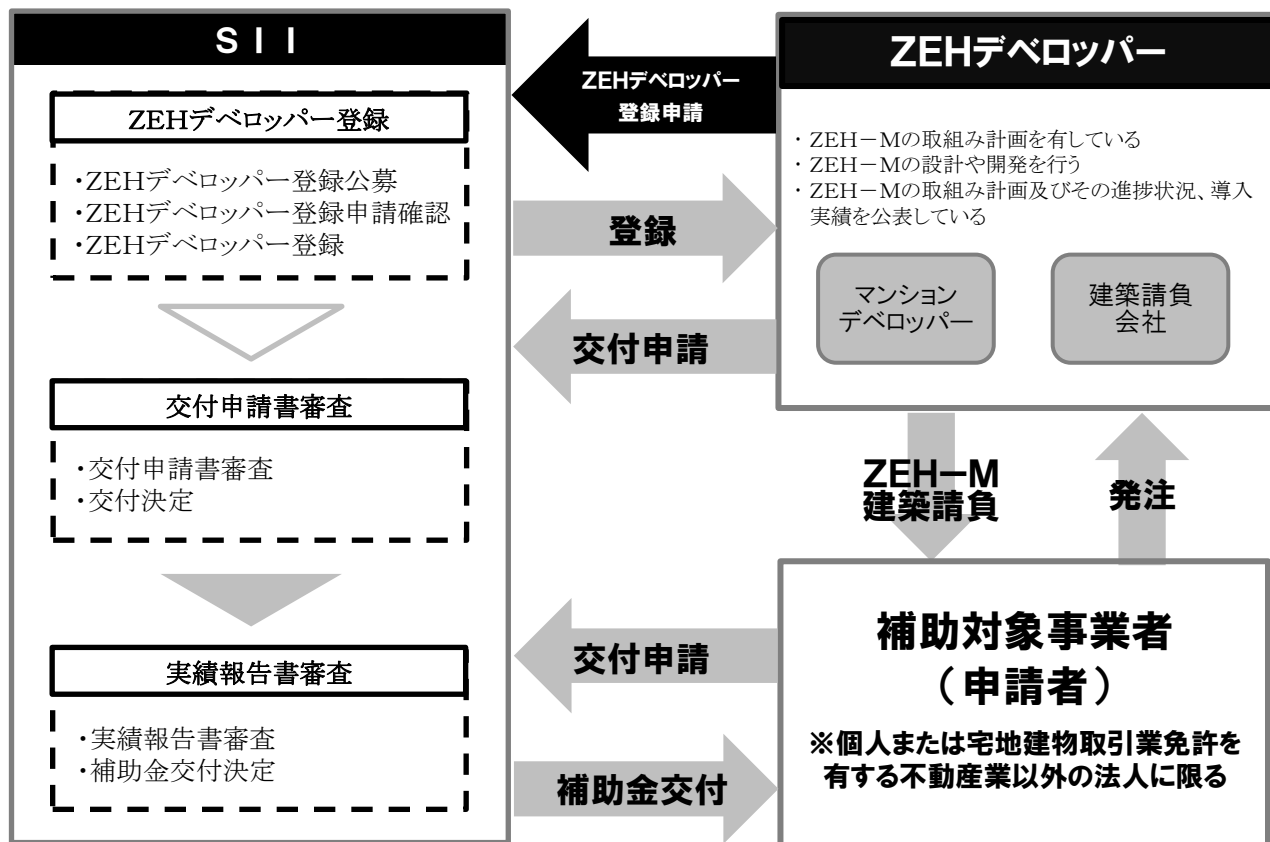 ＳＩＩ
ZEHデベロッパー登録
・ZEHデベロッパー登録公募
・ZEHデベロッパー登録申請確認
・ZEHデベロッパー登録
交付申請書審査
・交付申請書審査
・交付決定
実績報告書審査
・実績報告書審査
・補助金交付決定
ZEHデベロッパー
登録申請
登録
交付申請
交付申請
補助金交付
ZEHデベロッパー
・ZEH－Mの取組み計画を有している
・ZEH－Mの設計や開発を行う
・ZEH－Mの取組み計画及びその進捗状況、導入
実績を公表している
マンション
デベロッパー
建築請負
会社
ZEH－M
建築請負
発注
補助対象事業者
（申請者）
※個人または宅地建物取引業免許を
有する不動産業以外の法人に限る